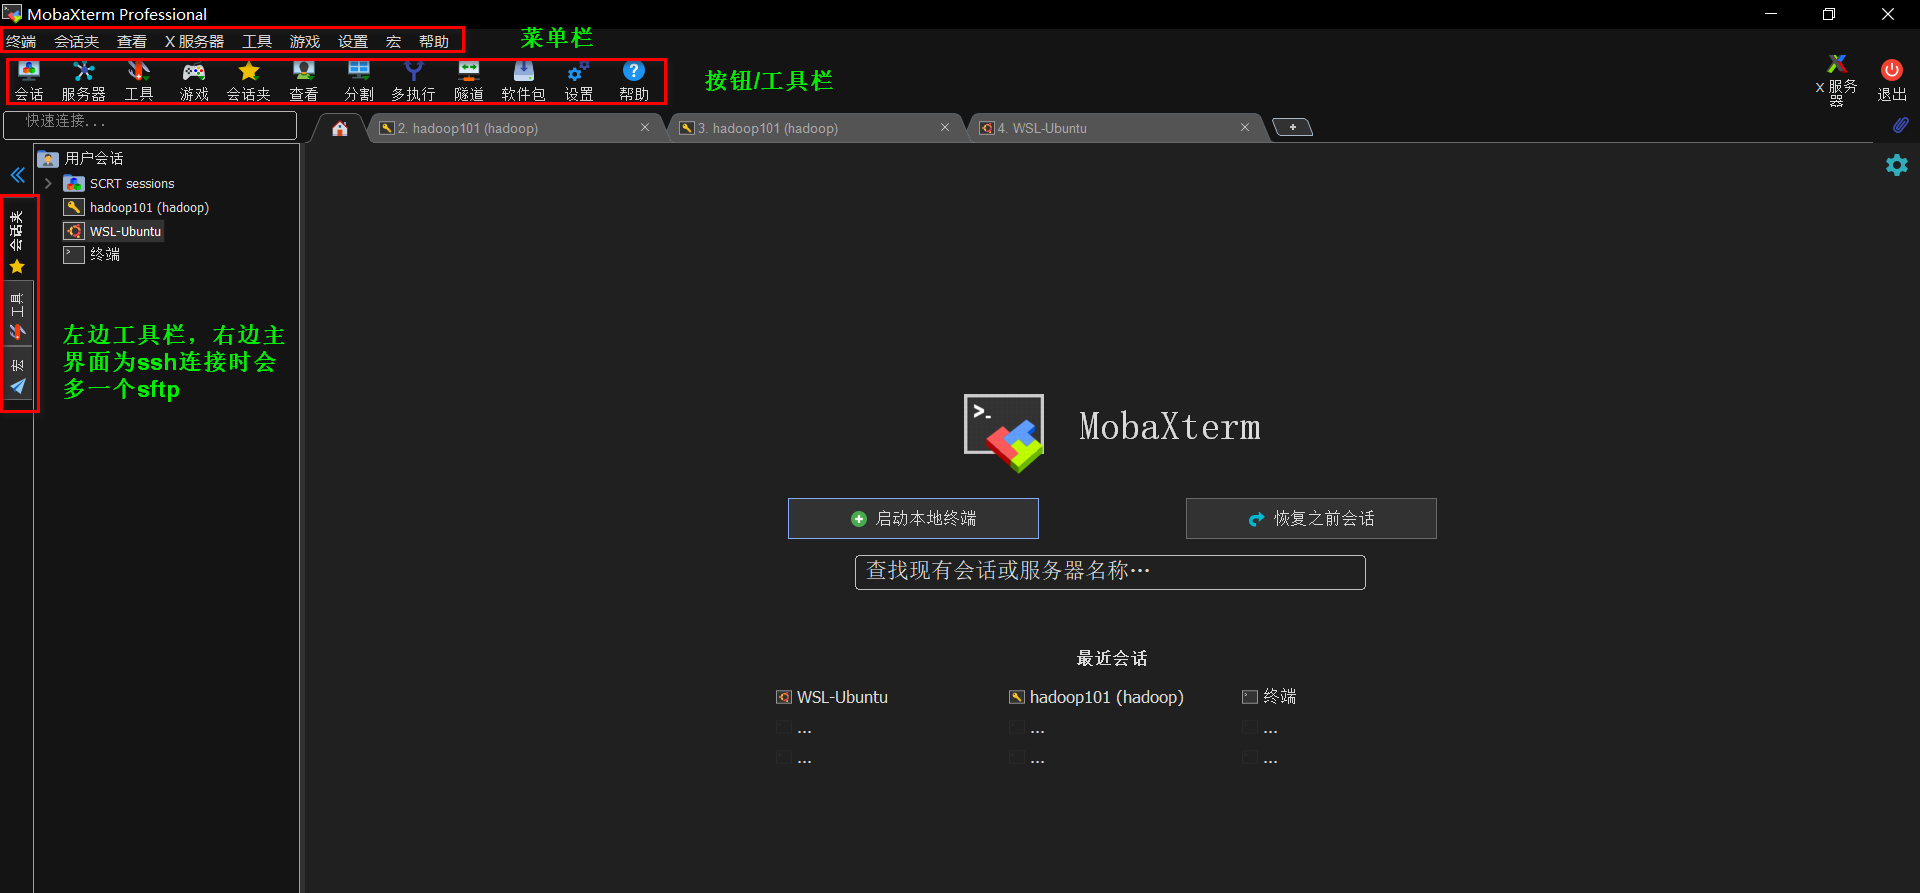 MobaXterm Professional
终端 会话夹 查看 X 服务器 工具 游戏 设置 宏 帮助
菜单栏
会话 服务器 工具 游戏 会话夹 查看 分割 多执行 隧道 软件包 设置 帮助
按钮/工具栏
X 服务器
退出
快速连接...
2. hadoop101 (hadoop)
3. hadoop101 (hadoop)
4. WSL-Ubuntu
用户会话
SCRT sessions
hadoop101 (hadoop)
WSL-Ubuntu
终端
会话夹
工具
宏
左边工具栏，右边主
界面为ssh连接时会
多一个sftp
MobaXterm
启动本地终端
恢复之前会话
查找现有会话或服务器名称…
最近会话
WSL-Ubuntu hadoop101 (hadoop) 终端
... ... ...
... ... ...